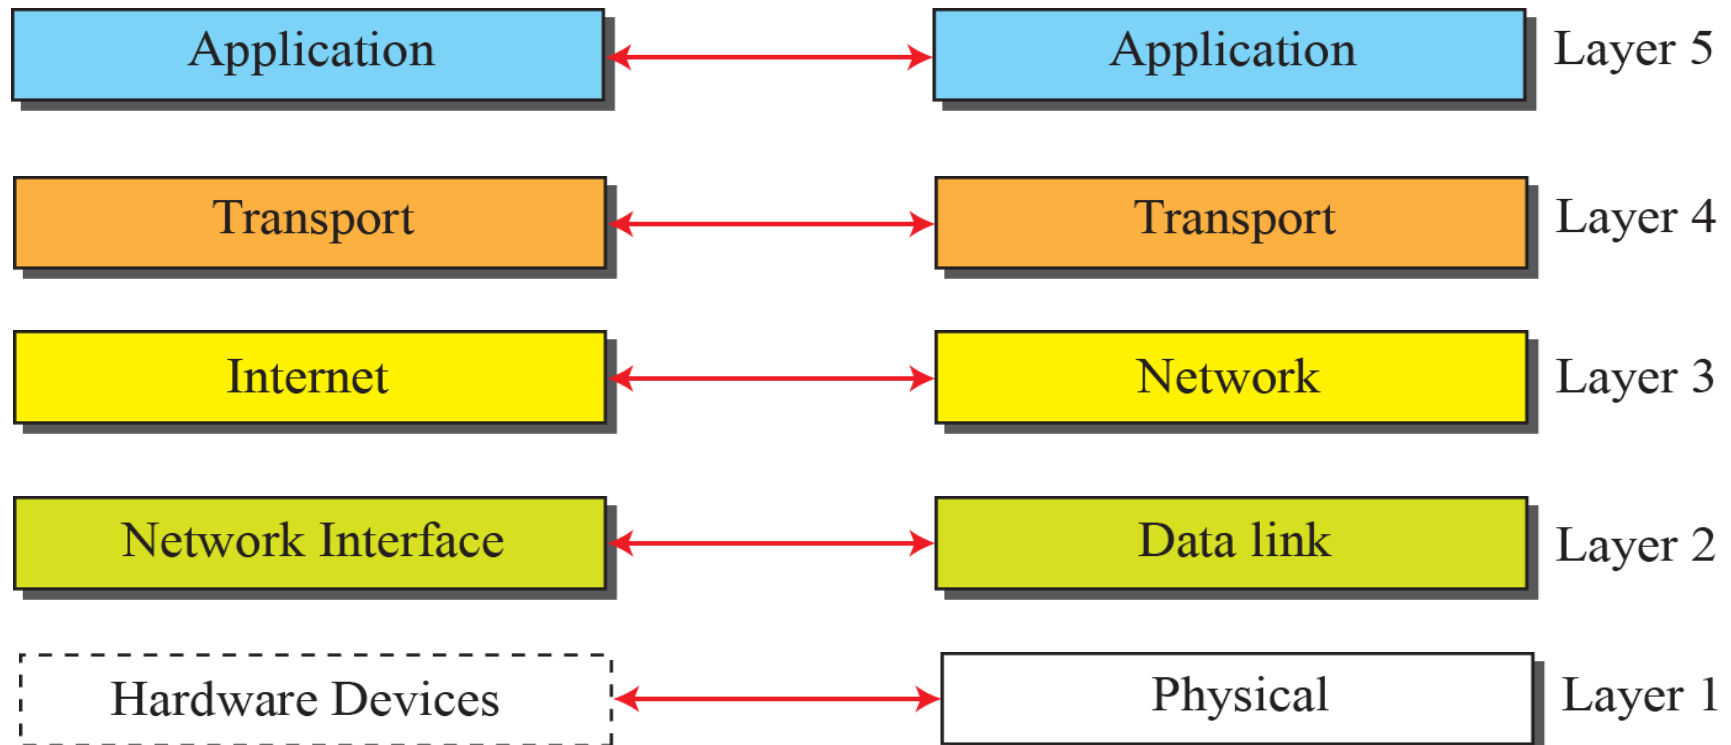 Application Application Layer 5
Transport Transport Layer 4
Internet Network Layer 3
Network Interface Data link Layer 2
Hardware Devices Physical Layer 1